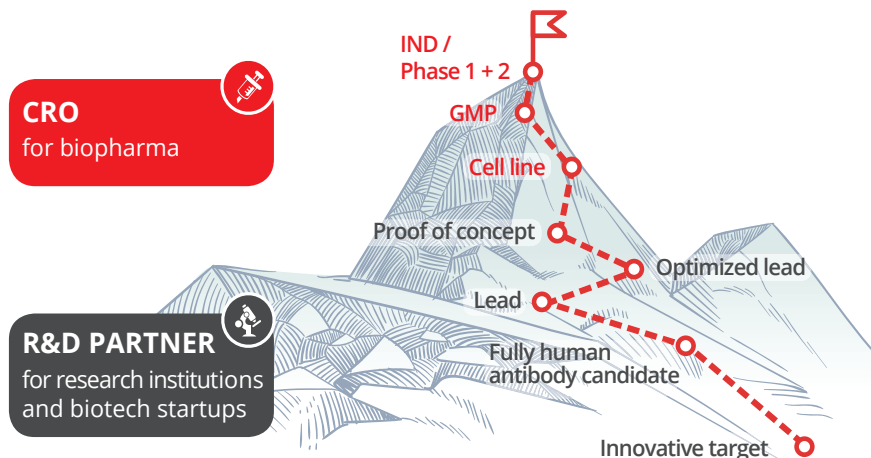 IND /
Phase 1 + 2
CRO
for biopharma
GMP
Cell line
Proof of concept
Optimized lead
Lead
R&D PARTNER
for research institutions
and biotech startups
Fully human
antibody candidate
Innovative target